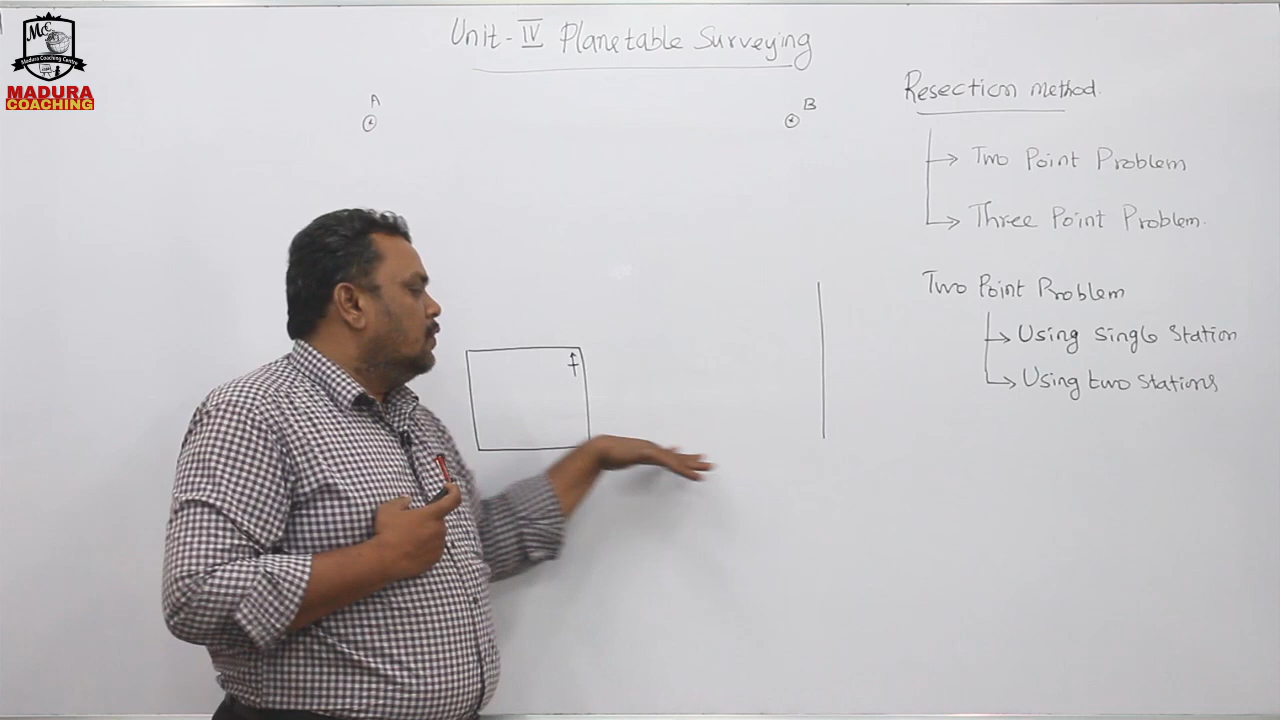 MC
Madura Coaching Centre
MADURA
COACHING
Unit-IV Planetable Surveying
A
B
Resection method.
Two Point Problem
Three Point Problem.
Two Point Problem
Using Single Station
Using two Stations